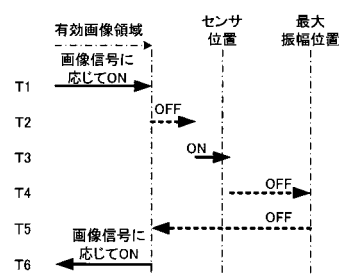 有効画像領域
センサ
位置
最大
振幅位置
T1
画像信号に
応じてON
T2
OFF
T3
ON
T4
OFF
T5
OFF
T6
画像信号に
応じてON